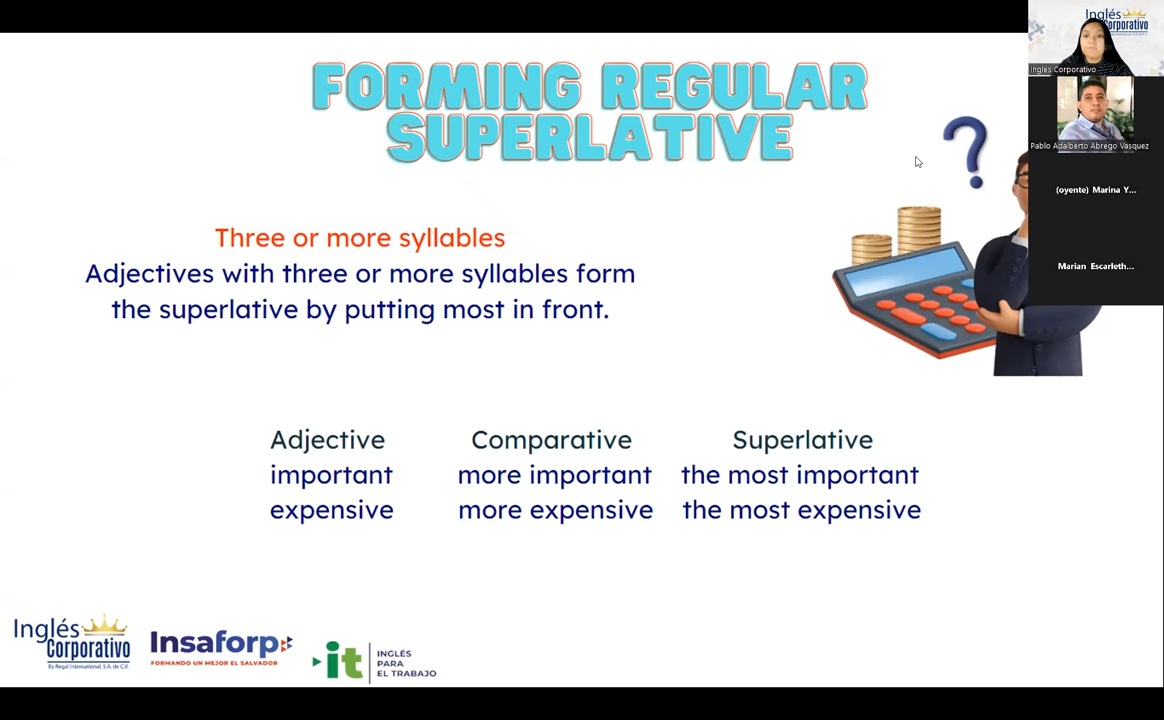 FORMING REGULAR
SUPERLATIVE
Three or more syllables
Adjectives with three or more syllables form
the superlative by putting most in front.
Adjective Comparative Superlative
important more important the most important
expensive more expensive the most expensive
Inglés
Corporativo
By Regal International, S.A. de C.V.
Insaforp
FORMANDO UN MEJOR EL SALVADOR
it
INGLÉS
PARA
EL TRABAJO
Inglés
Corporativo
Ingles Corporativo
Pablo Adalberto Abrego Vasquez
(oyente) Marina Y...
Marian Escarleth...